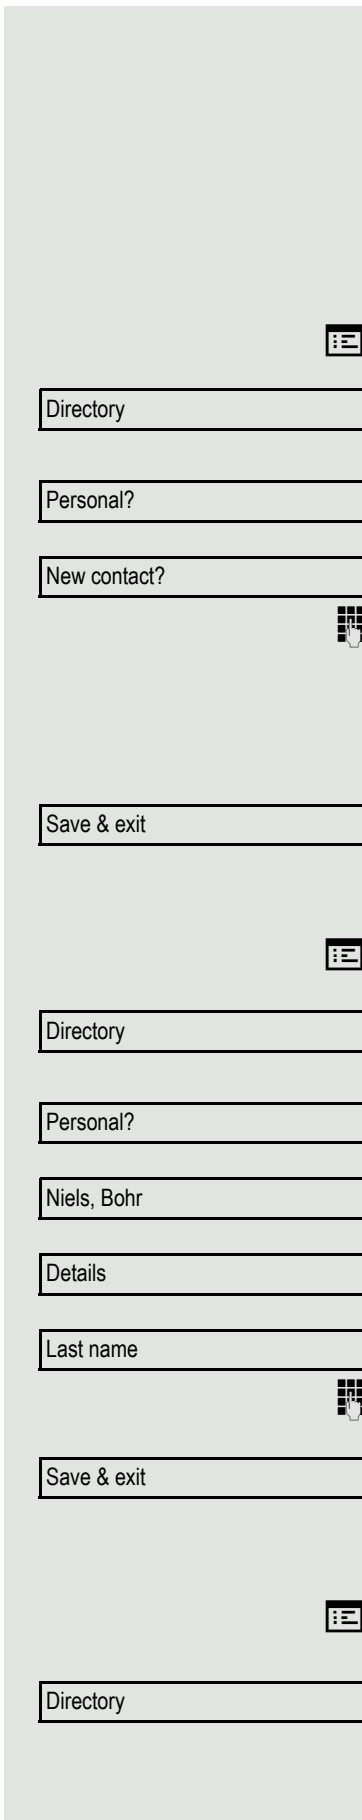 Directory
Personal?
New contact?
Save & exit
Directory
Personal?
Niels, Bohr
Details
Last name
Save & exit
Directory